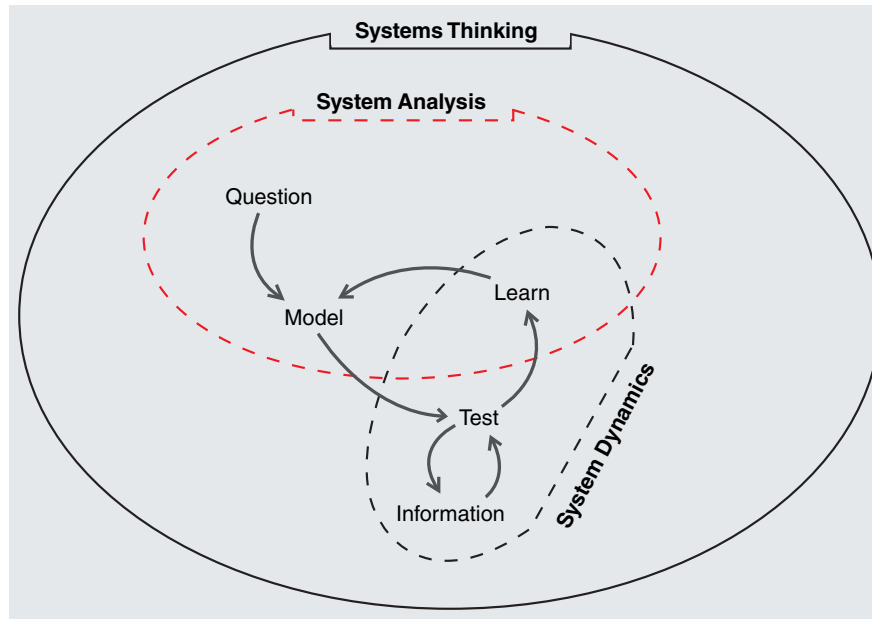 Systems Thinking
System Analysis
Question
Learn
Model
Test
System Dynamics
Information